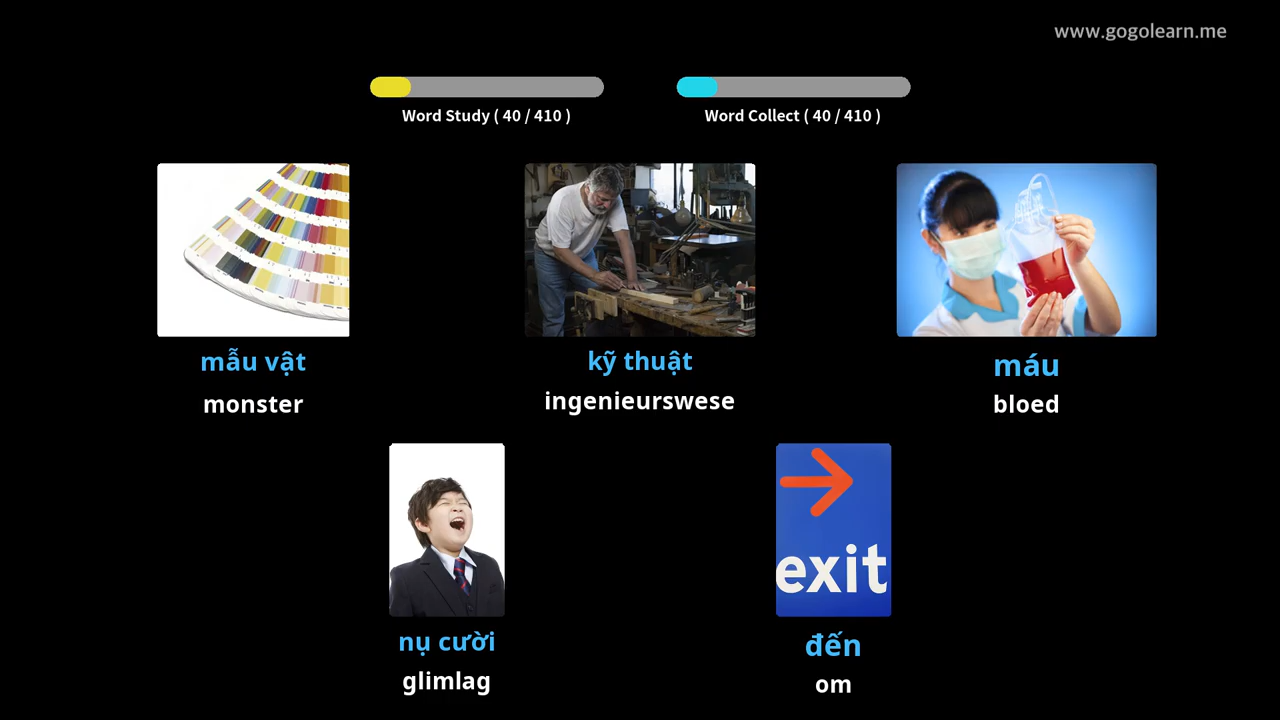 www.gogolearn.me
Word Study ( 40 / 410 )
Word Collect ( 40 / 410 )
mẫu vật
monster
kỹ thuật
ingenieurswese
máu
bloed
exit
nụ cười
glimlag
đến
om